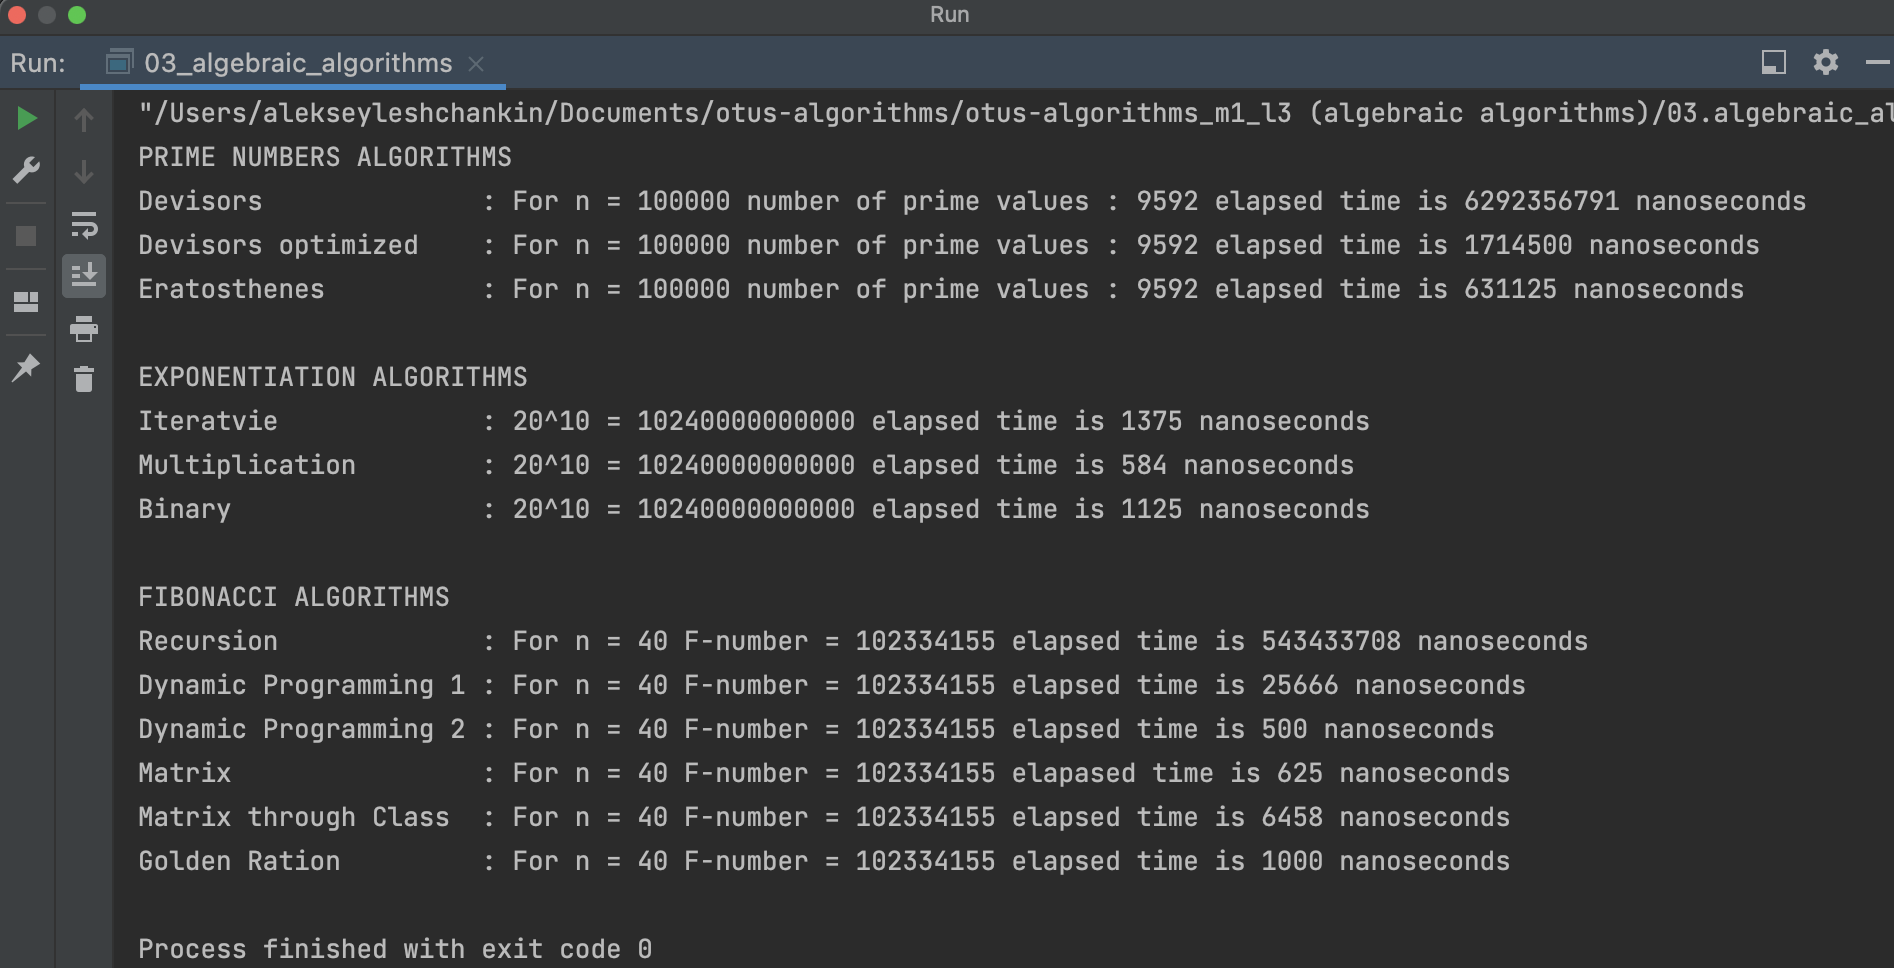 Run
Run: 03_algebraic_algorithms
"/Users/alekseyleshchankin/Documents/otus-algorithms/otus-algorithms_m1_l3 (algebraic algorithms)/03.algebraic_al
PRIME NUMBERS ALGORITHMS
Devisors : For n = 100000 number of prime values : 9592 elapsed time is 6292356791 nanoseconds
Devisors optimized : For n = 100000 number of prime values : 9592 elapsed time is 1714500 nanoseconds
Eratosthenes : For n = 100000 number of prime values : 9592 elapsed time is 631125 nanoseconds
EXPONENTIATION ALGORITHMS
Iteratvie : 20^10 = 10240000000000 elapsed time is 1375 nanoseconds
Multiplication : 20^10 = 10240000000000 elapsed time is 584 nanoseconds
Binary : 20^10 = 10240000000000 elapsed time is 1125 nanoseconds
FIBONACCI ALGORITHMS
Recursion : For n = 40 F-number = 102334155 elapsed time is 543433708 nanoseconds
Dynamic Programming 1 : For n = 40 F-number = 102334155 elapsed time is 25666 nanoseconds
Dynamic Programming 2 : For n = 40 F-number = 102334155 elapsed time is 500 nanoseconds
Matrix : For n = 40 F-number = 102334155 elapased time is 625 nanoseconds
Matrix through Class : For n = 40 F-number = 102334155 elapsed time is 6458 nanoseconds
Golden Ration : For n = 40 F-number = 102334155 elapsed time is 1000 nanoseconds
Process finished with exit code 0